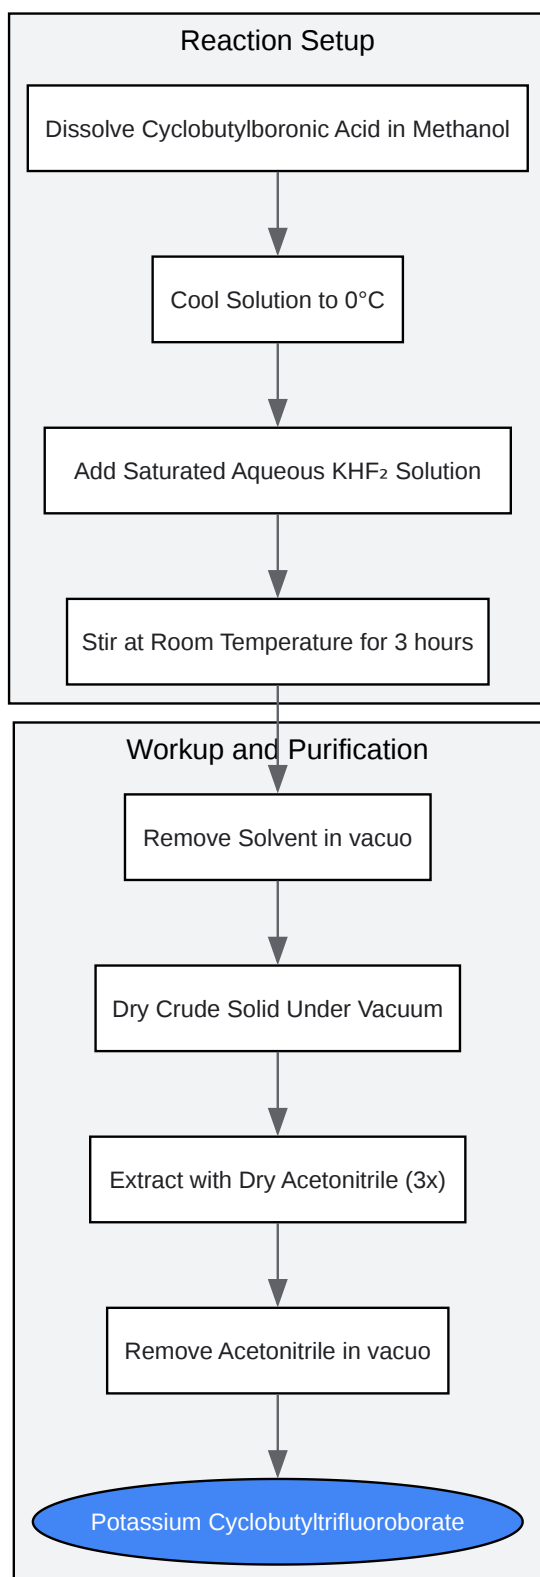 Reaction Setup
Dissolve Cyclobutylboronic Acid in Methanol
Cool Solution to 0°C
Add Saturated Aqueous KHF₂ Solution
Stir at Room Temperature for 3 hours
Workup and Purification
Remove Solvent in vacuo
Dry Crude Solid Under Vacuum
Extract with Dry Acetonitrile (3x)
Remove Acetonitrile in vacuo
Potassium Cyclobutyltrifluoroborate